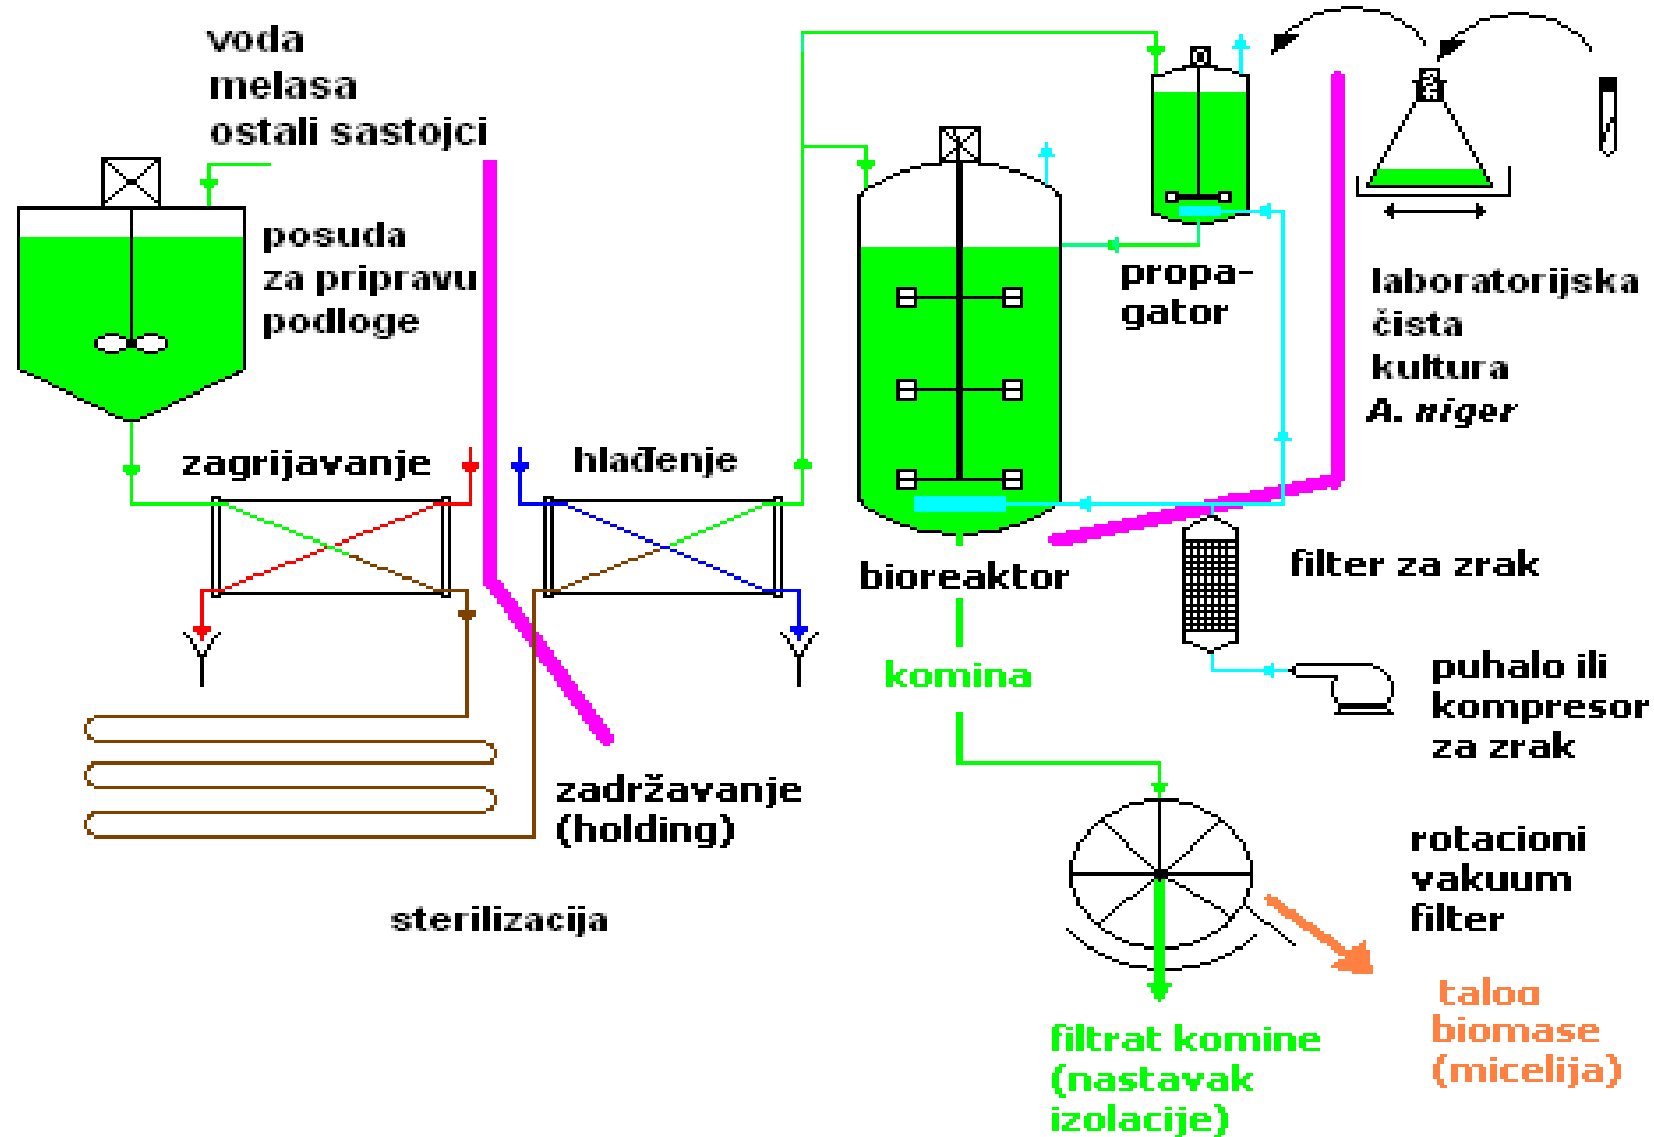 voda
melasa
ostali sastojci
posuda
za pripravu
podloge
zagrijavanje
hlađenje
zadržavanje
(holding)
sterilizacija
propa-
gator
laboratorijska
čista
kultura
A. niger
bioreaktor
filter za zrak
komina
puhalo ili
kompresor
za zrak
rotacioni
vakuum
filter
talog
biomase
(micelija)
filtrat komine
(nastavak
izolacije)